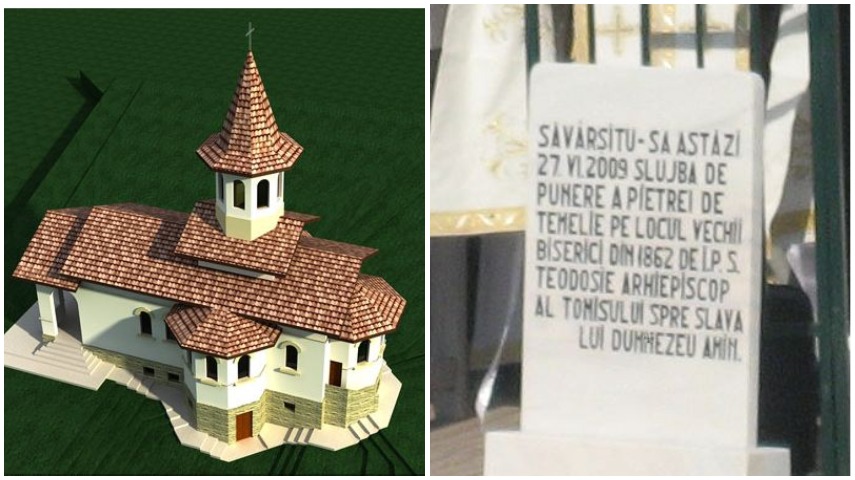 SĂVÂRSÎTU-SA ASTĂZI
27.VI.2009 SLUJBA DE
PUNERE A PIETREI DE
TEMELIE PE LOCUL VECHII
BISERICI DIN 1862 DE I.P.S.
TEODOSIE ARHIEPISCOP
AL TOMISULUI SPRE SLAVA
LUI DUMNEZEU AMIN.